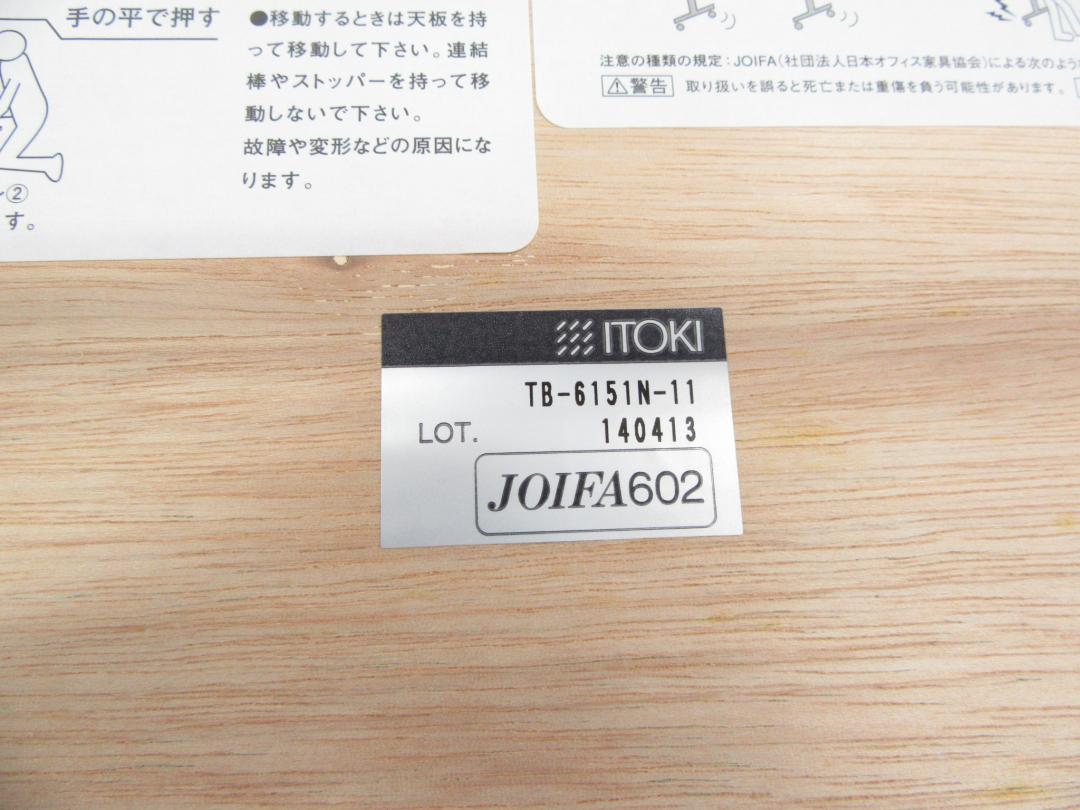 手の平で押す
②
す。
●移動するときは天板を持
って移動して下さい。連結
棒やストッパーを持って移
動しないで下さい。
故障や変形などの原因にな
ります。
注意の種類の規定：JOIFA(社団法人日本オフィス家具協会)による次のよう
警告 取り扱いを誤ると死亡または重傷を負う可能性があります。
ITOKI
TB-6151N-11
LOT. 140413
JOIFA602